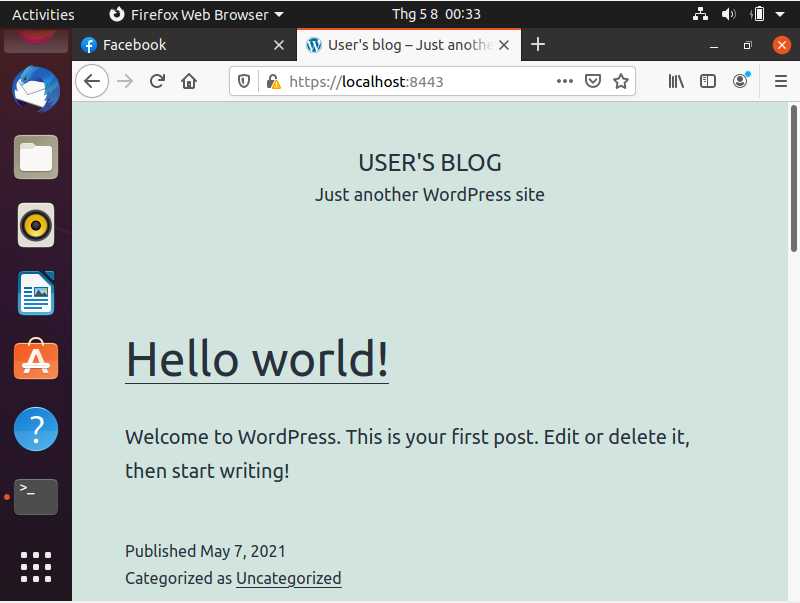 Activities Firefox Web Browser Thg 5 8 00:33
Facebook User's blog – Just anothe
https://localhost:8443
USER'S BLOG
Just another WordPress site
Hello world!
Welcome to WordPress. This is your first post. Edit or delete it,
then start writing!
Published May 7, 2021
Categorized as Uncategorized